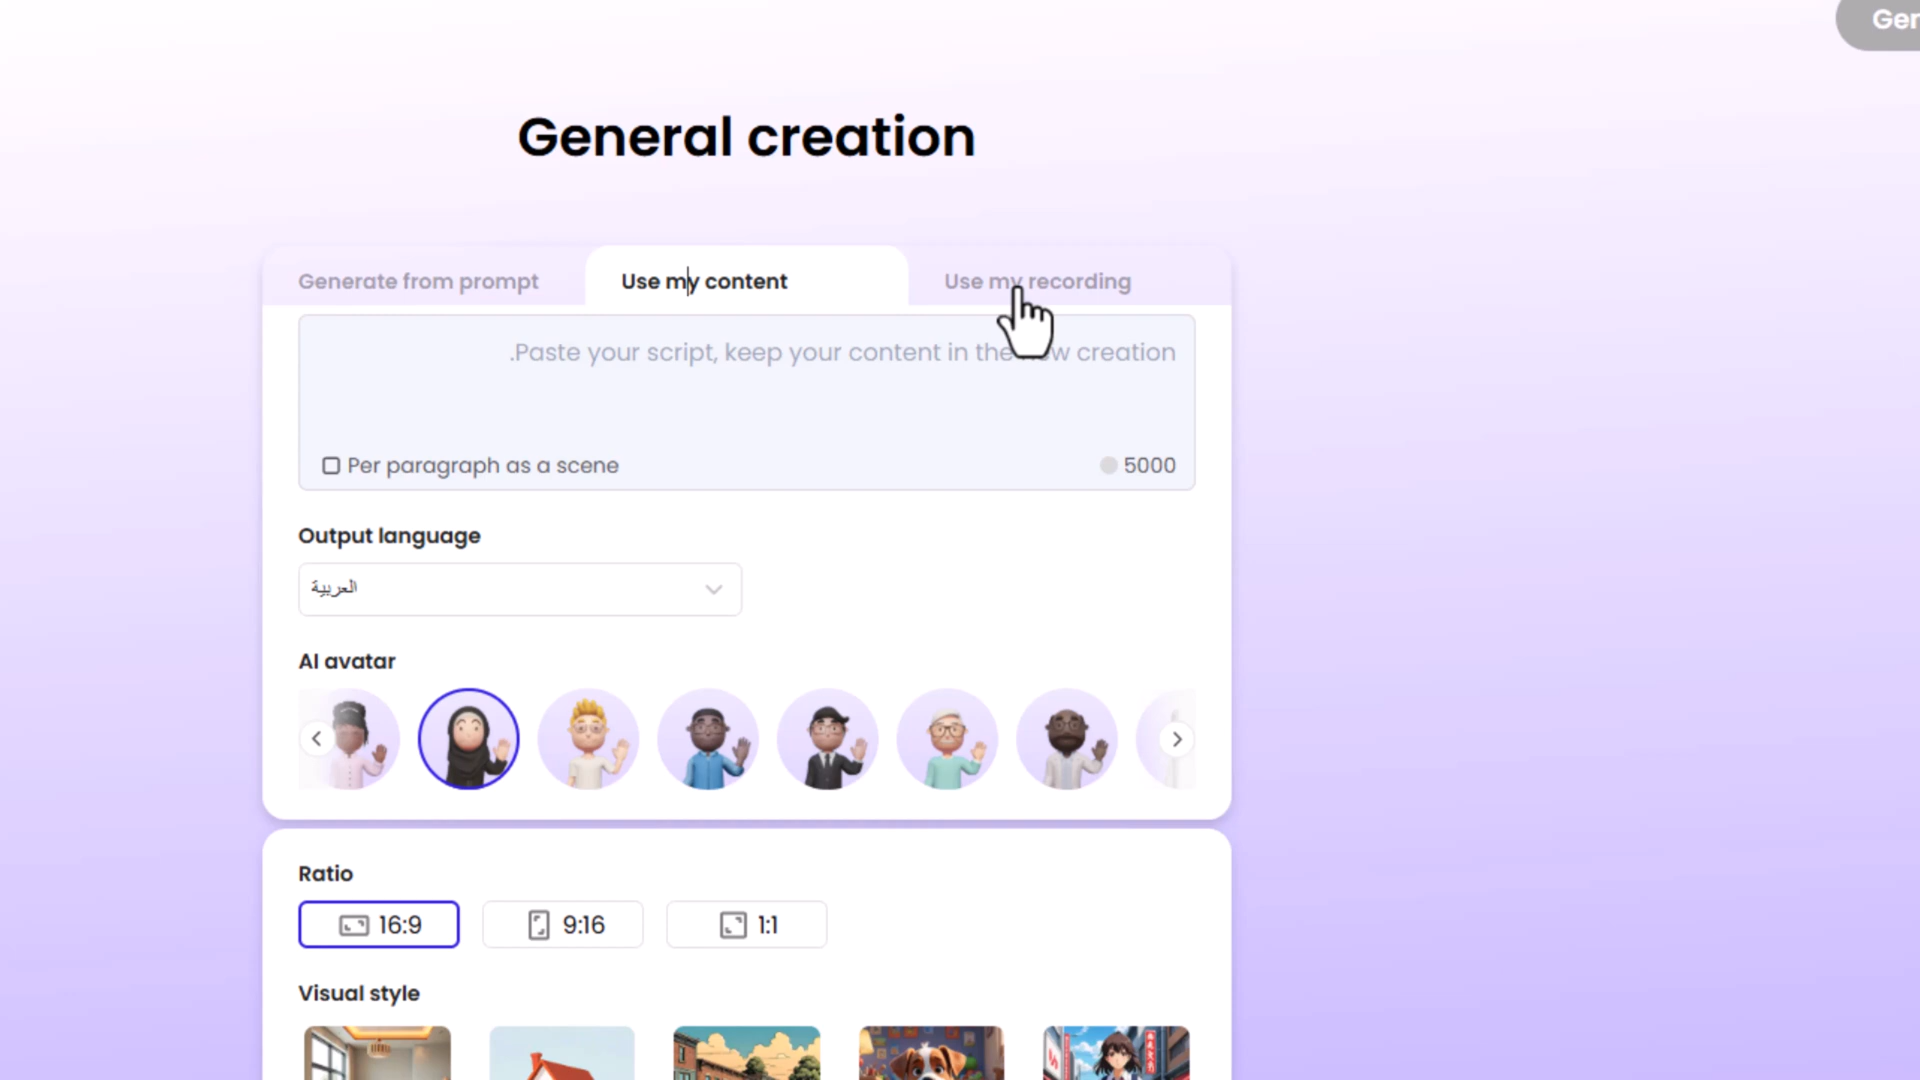 Gen
General creation
Generate from prompt
Use my content
Use my recording
.Paste your script, keep your content in the new creation
Per paragraph as a scene
5000
Output language
العربية
AI avatar
Ratio
16:9
9:16
1:1
Visual style